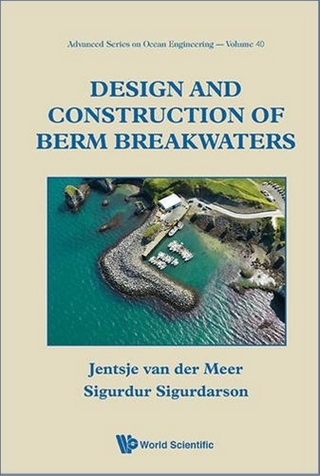 Advanced Series on Ocean Engineering — Volume 40
DESIGN AND
CONSTRUCTION OF
BERM BREAKWATERS
Jentsje van der Meer
Sigurdur Sigurdarson
World Scientific